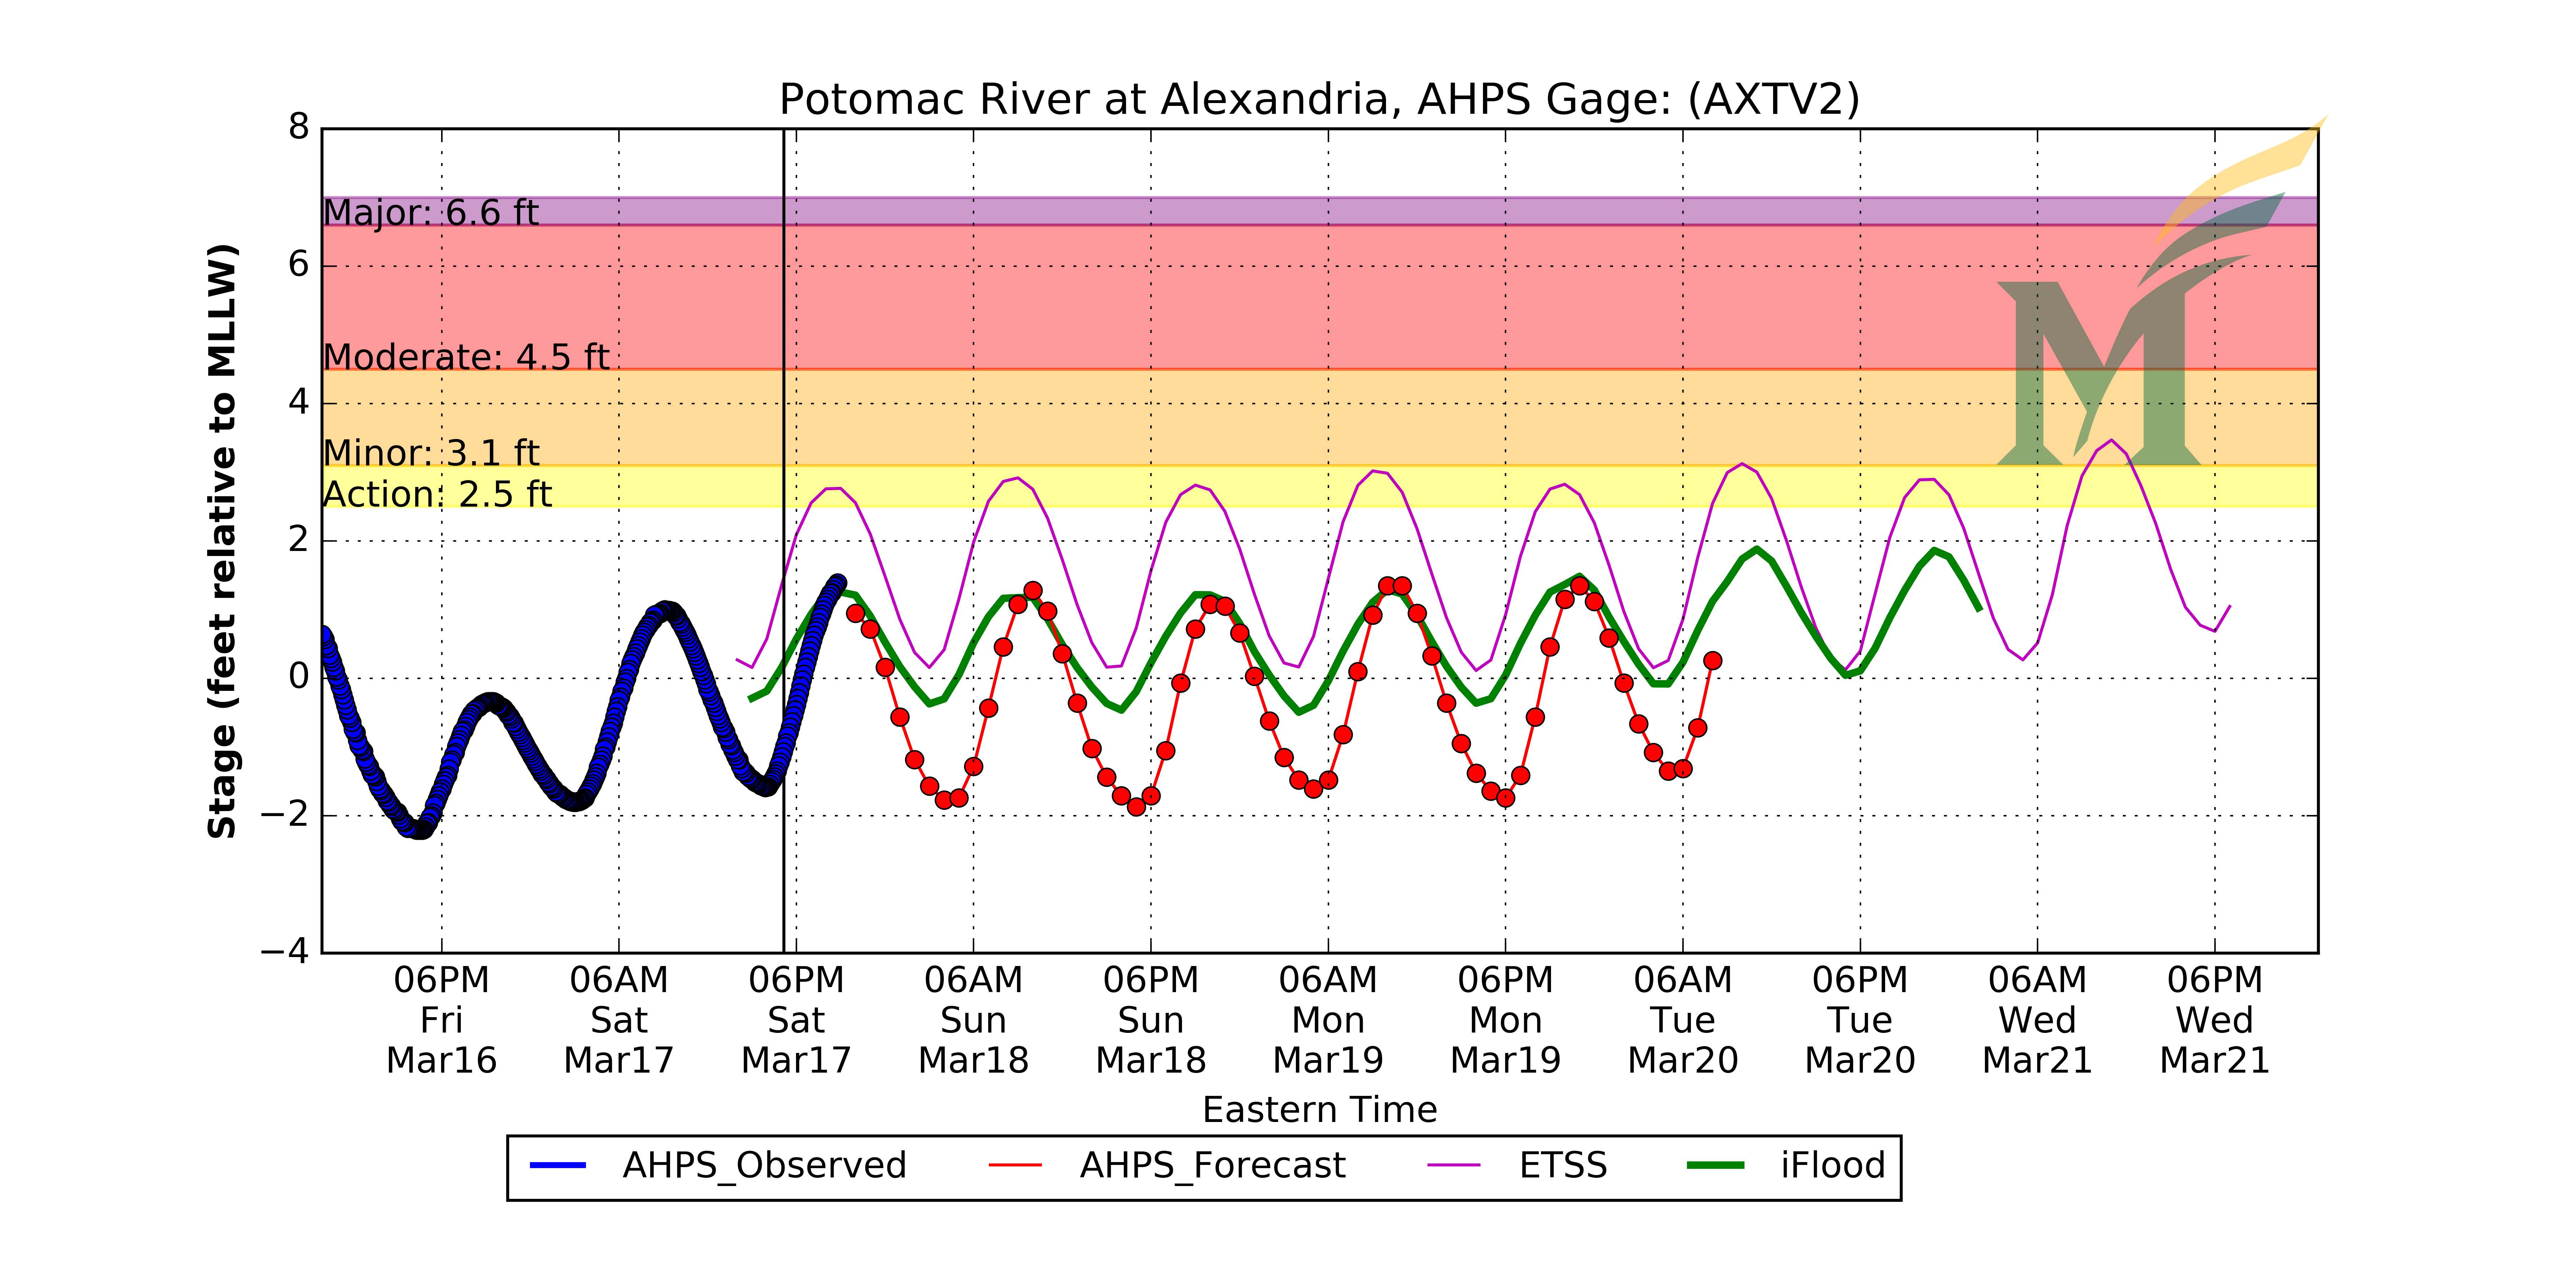 Potomac River at Alexandria, AHPS Gage: (AXTV2)
Stage (feet relative to MLLW)
8
6
4
2
0
−2
−4
Major: 6.6 ft
Moderate: 4.5 ft
Minor: 3.1 ft
Action: 2.5 ft
06PM Fri Mar16
06AM Sat Mar17
06PM Sat Mar17
06AM Sun Mar18
06PM Sun Mar18
06AM Mon Mar19
06PM Mon Mar19
06AM Tue Mar20
06PM Tue Mar20
06AM Wed Mar21
06PM Wed Mar21
Eastern Time
AHPS_Observed
AHPS_Forecast
ETSS
iFlood
M